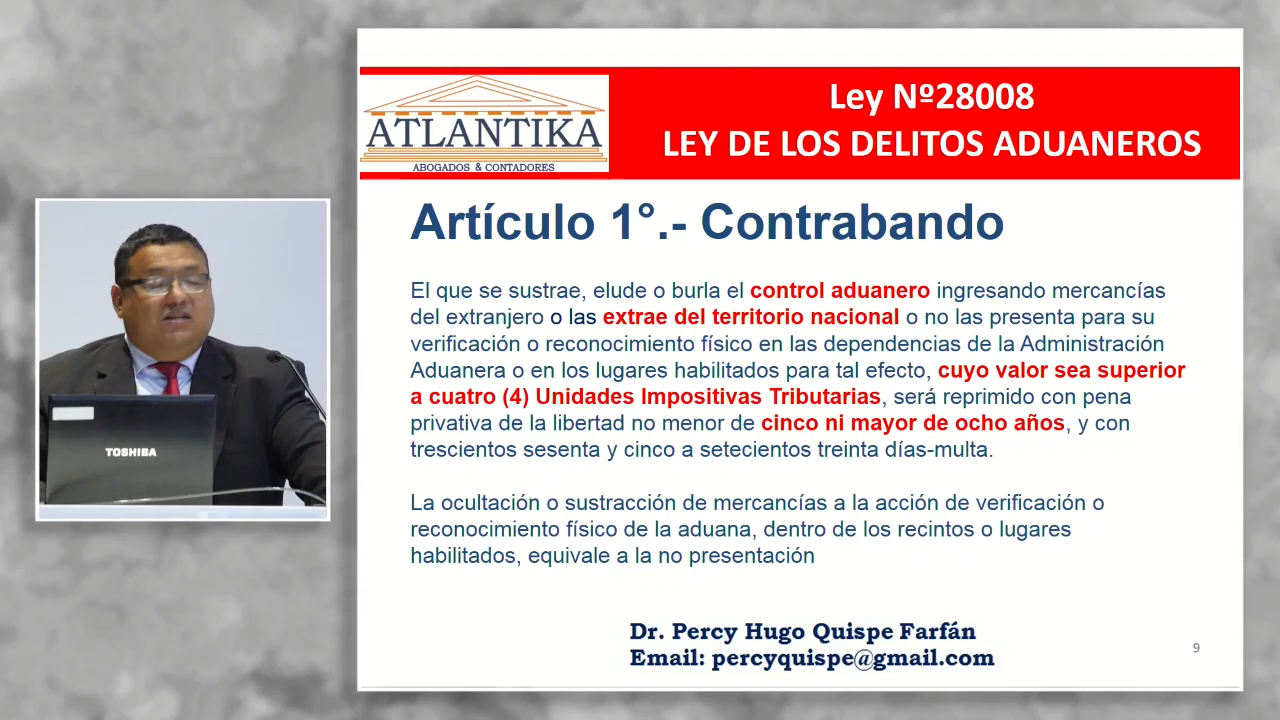 ATLANTIKA
ABOGADOS & CONTADORES
Ley Nº28008
LEY DE LOS DELITOS ADUANEROS
Artículo 1°.- Contrabando
El que se sustrae, elude o burla el control aduanero ingresando mercancías
del extranjero o las extrae del territorio nacional o no las presenta para su
verificación o reconocimiento físico en las dependencias de la Administración
Aduanera o en los lugares habilitados para tal efecto, cuyo valor sea superior
a cuatro (4) Unidades Impositivas Tributarias, será reprimido con pena
privativa de la libertad no menor de cinco ni mayor de ocho años, y con
trescientos sesenta y cinco a setecientos treinta días-multa.
La ocultación o sustracción de mercancías a la acción de verificación o
reconocimiento físico de la aduana, dentro de los recintos o lugares
habilitados, equivale a la no presentación
Dr. Percy Hugo Quispe Farfán
Email: percyquispe@gmail.com
9
TOSHIBA